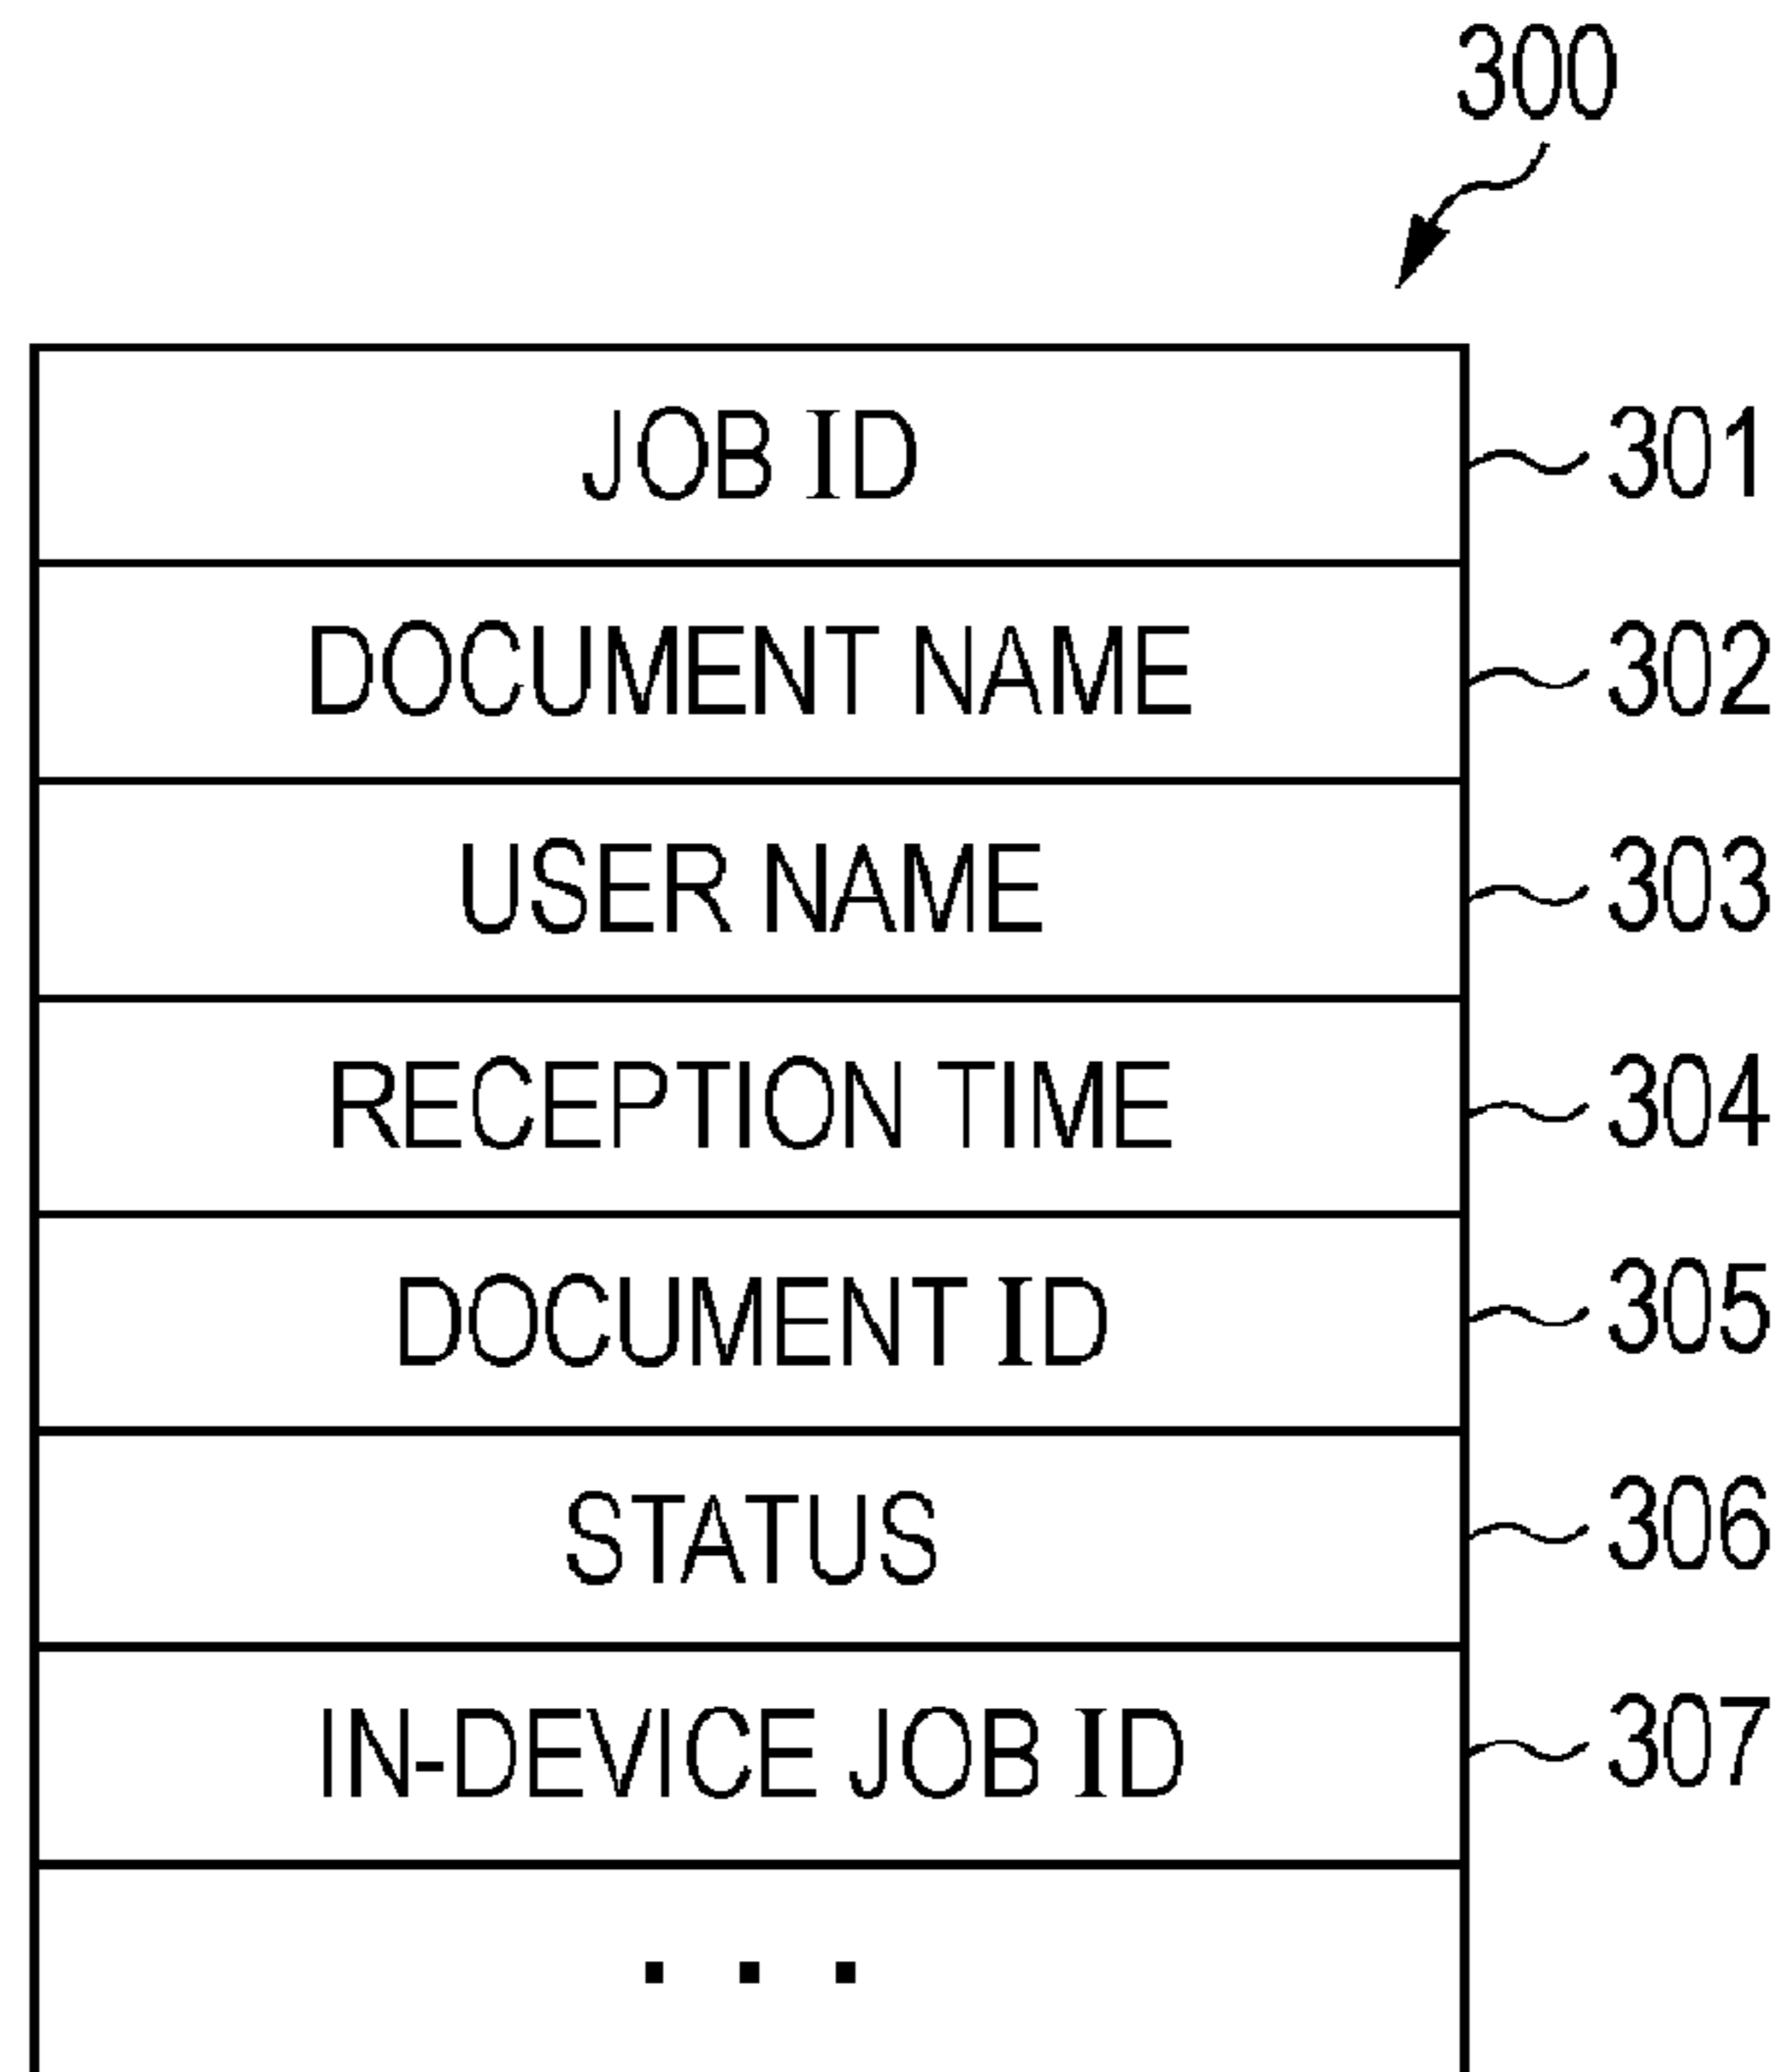 300
JOB ID 301
DOCUMENT NAME 302
USER NAME 303
RECEPTION TIME 304
DOCUMENT ID 305
STATUS 306
IN-DEVICE JOB ID 307
. . .